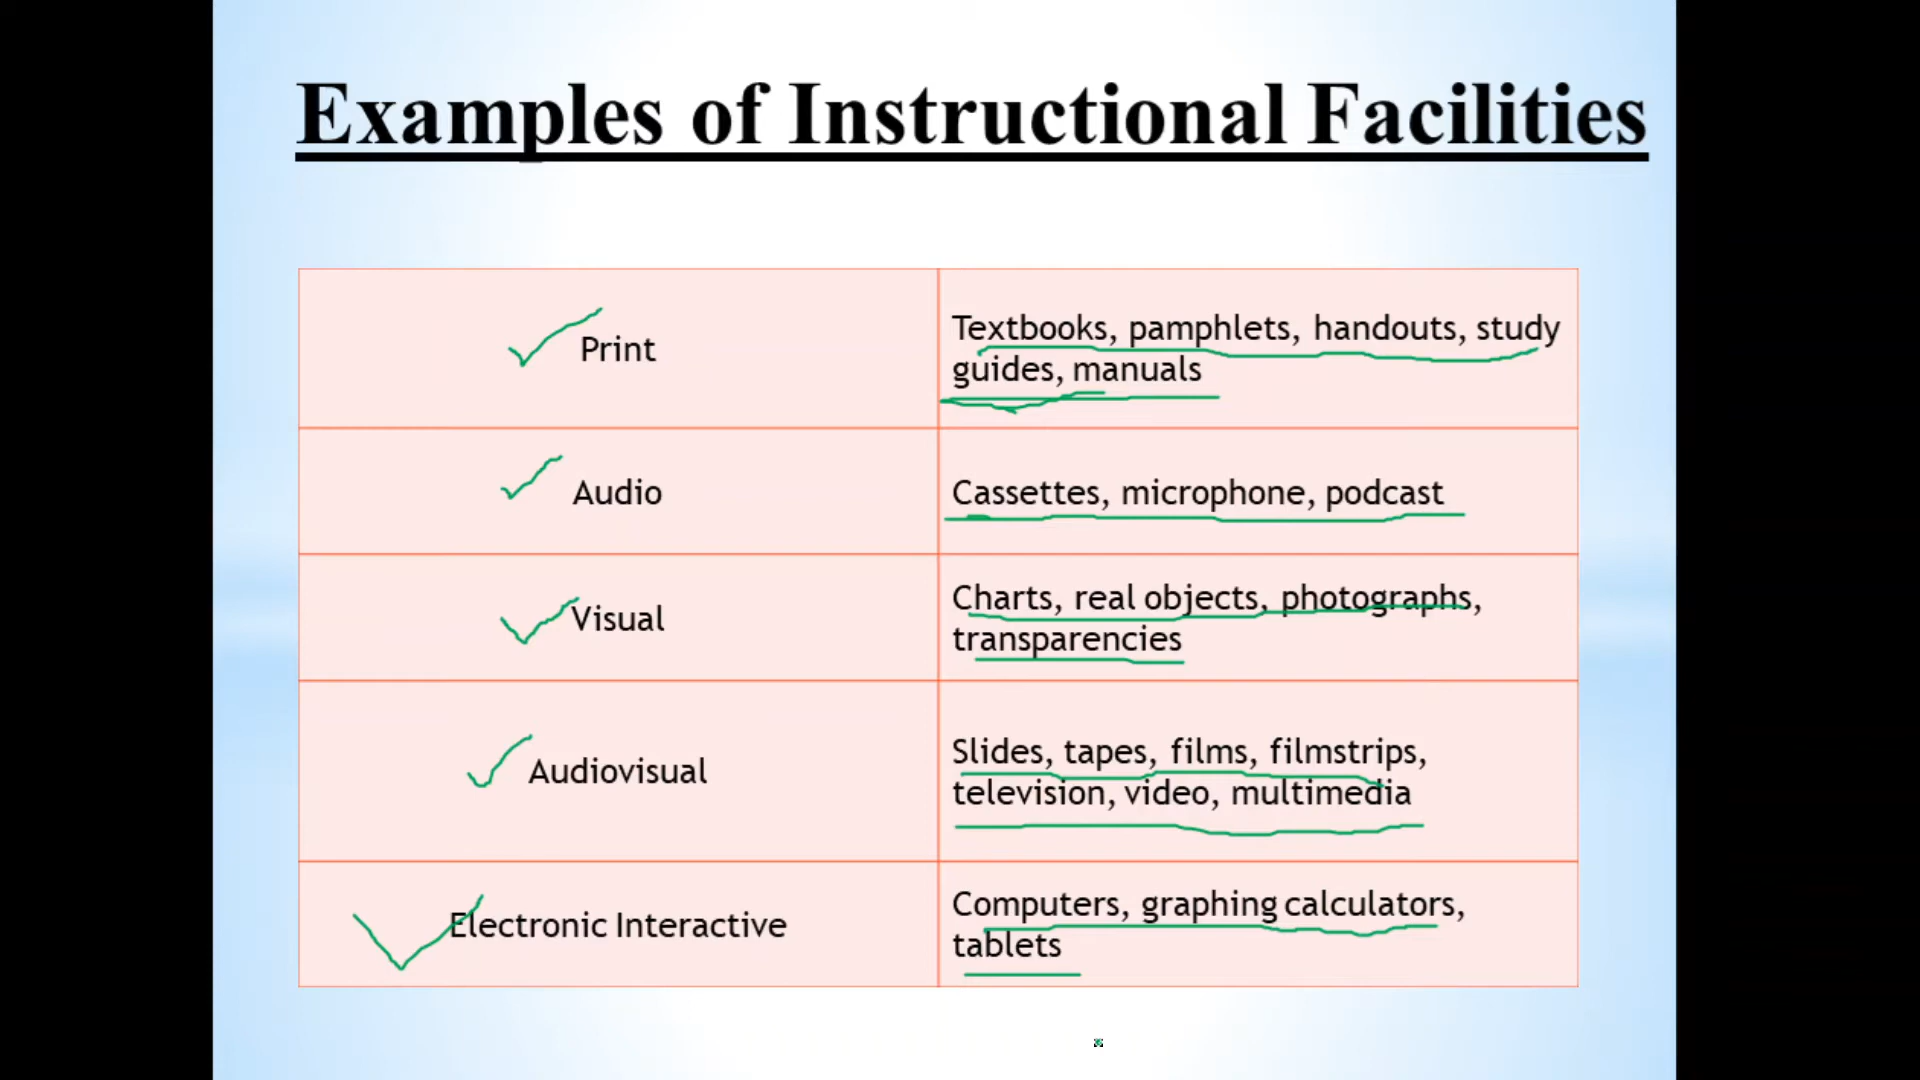 Examples of Instructional Facilities
Print
Textbooks, pamphlets, handouts, study
guides, manuals
Audio
Cassettes, microphone, podcast
Visual
Charts, real objects, photographs,
transparencies
Audiovisual
Slides, tapes, films, filmstrips,
television, video, multimedia
Electronic Interactive
Computers, graphing calculators,
tablets